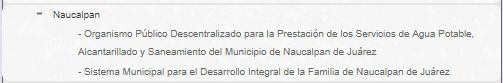 − Naucalpan
- Organismo Público Descentralizado para la Prestación de los Servicios de Agua Potable,
Alcantarillado y Saneamiento del Municipio de Naucalpan de Juárez
- Sistema Municipal para el Desarrollo Integral de la Familia de Naucalpan de Juárez